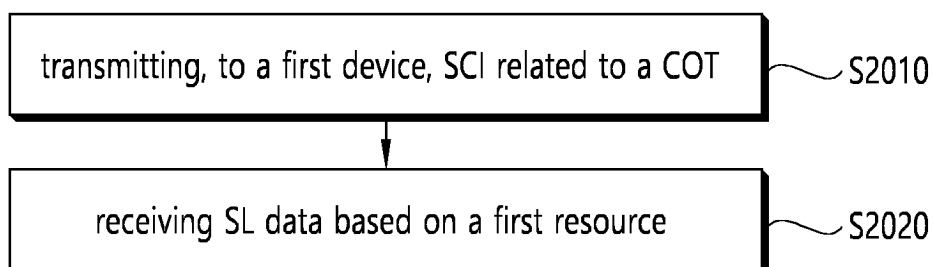 transmitting, to a first device, SCI related to a COT
S2010
receiving SL data based on a first resource
S2020